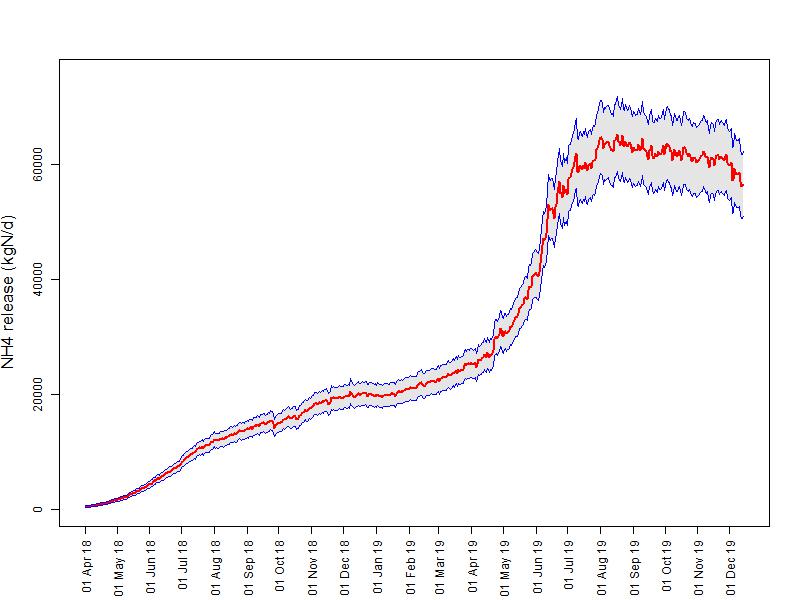 NH4 release (kgN/d)
60000
40000
20000
0
01 Apr 18
01 May 18
01 Jun 18
01 Jul 18
01 Aug 18
01 Sep 18
01 Oct 18
01 Nov 18
01 Dec 18
01 Jan 19
01 Feb 19
01 Mar 19
01 Apr 19
01 May 19
01 Jun 19
01 Jul 19
01 Aug 19
01 Sep 19
01 Oct 19
01 Nov 19
01 Dec 19